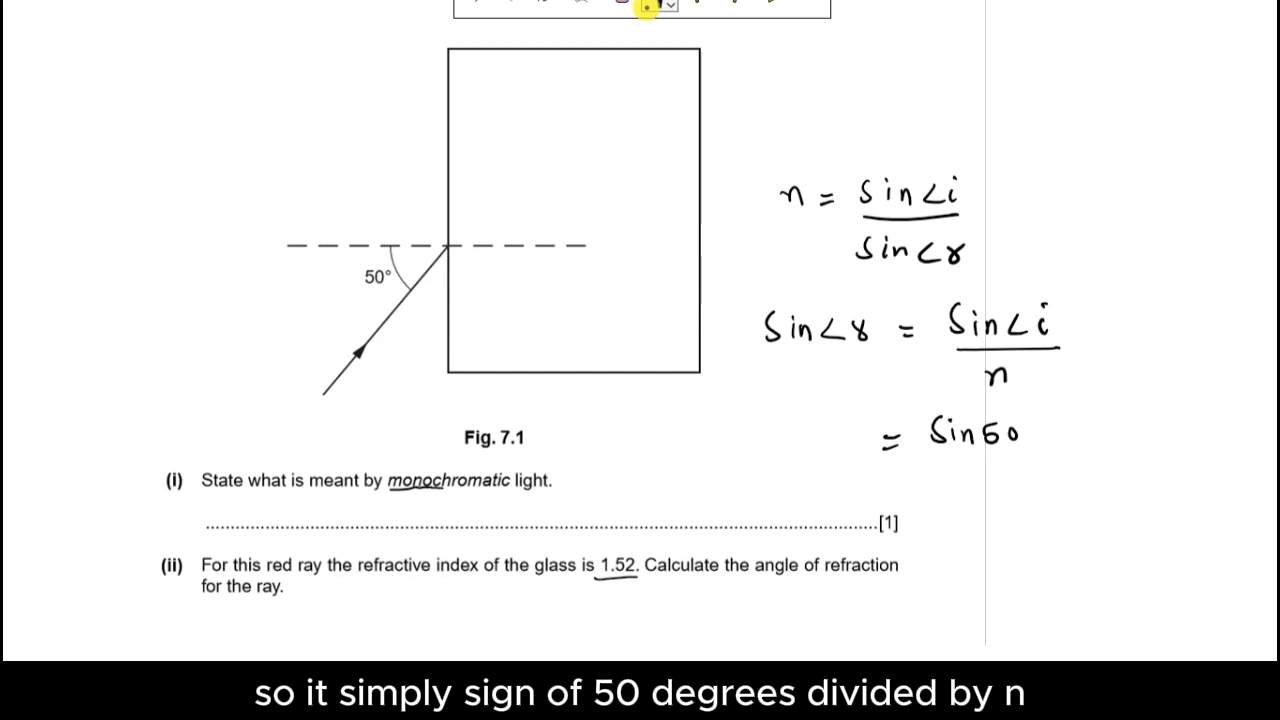 50°
n = sin∠i
sin∠r
sin∠r = sin∠i
n
= sin50
Fig. 7.1
(i) State what is meant by monochromatic light.
[1]
(ii) For this red ray the refractive index of the glass is 1.52. Calculate the angle of refraction
for the ray.
so it simply sign of 50 degrees divided by n